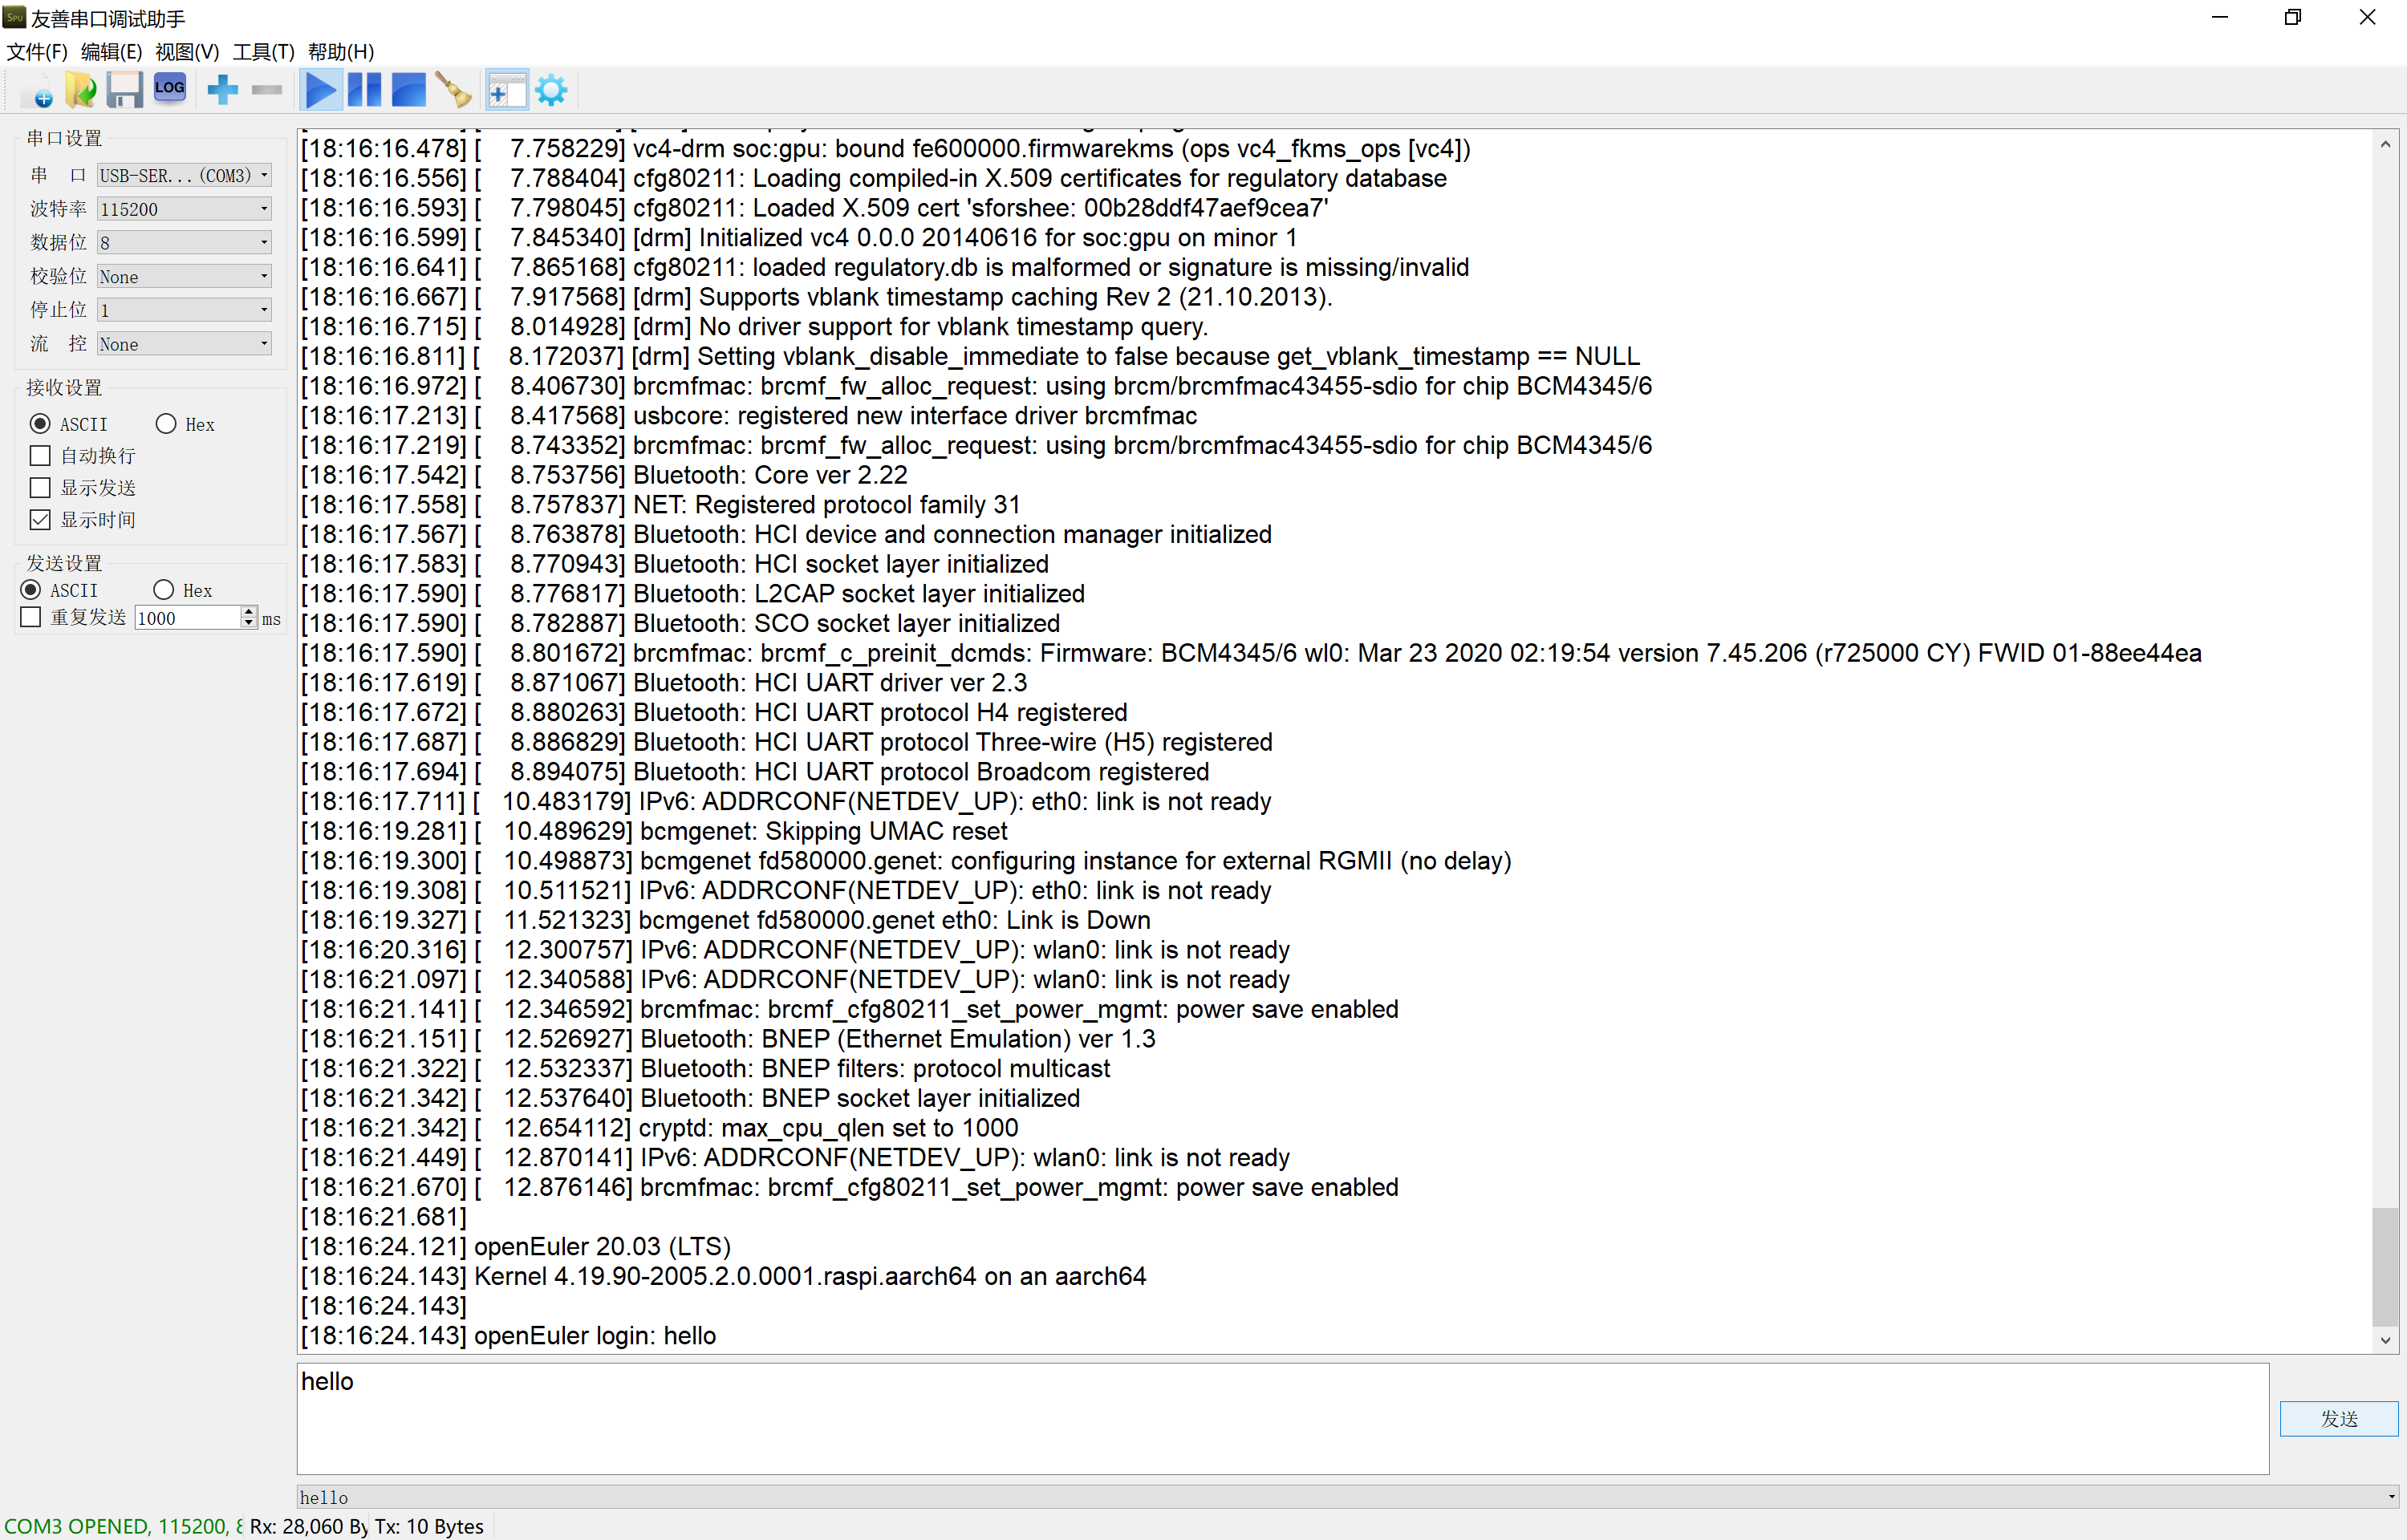 友善串口调试助手
文件(F) 编辑(E) 视图(V) 工具(T) 帮助(H)
LOG
串口设置
串 口 USB-SER...(COM3)
波特率 115200
数据位 8
校验位 None
停止位 1
流 控 None
接收设置
ASCII Hex
自动换行
显示发送
显示时间
发送设置
ASCII Hex
重复发送 1000 ms
[18:16:16.478] [ 7.758229] vc4-drm soc:gpu: bound fe600000.firmwarekms (ops vc4_fkms_ops [vc4])
[18:16:16.556] [ 7.788404] cfg80211: Loading compiled-in X.509 certificates for regulatory database
[18:16:16.593] [ 7.798045] cfg80211: Loaded X.509 cert 'sforshee: 00b28ddf47aef9cea7'
[18:16:16.599] [ 7.845340] [drm] Initialized vc4 0.0.0 20140616 for soc:gpu on minor 1
[18:16:16.641] [ 7.865168] cfg80211: loaded regulatory.db is malformed or signature is missing/invalid
[18:16:16.667] [ 7.917568] [drm] Supports vblank timestamp caching Rev 2 (21.10.2013).
[18:16:16.715] [ 8.014928] [drm] No driver support for vblank timestamp query.
[18:16:16.811] [ 8.172037] [drm] Setting vblank_disable_immediate to false because get_vblank_timestamp == NULL
[18:16:16.972] [ 8.406730] brcmfmac: brcmf_fw_alloc_request: using brcm/brcmfmac43455-sdio for chip BCM4345/6
[18:16:17.213] [ 8.417568] usbcore: registered new interface driver brcmfmac
[18:16:17.219] [ 8.743352] brcmfmac: brcmf_fw_alloc_request: using brcm/brcmfmac43455-sdio for chip BCM4345/6
[18:16:17.542] [ 8.753756] Bluetooth: Core ver 2.22
[18:16:17.558] [ 8.757837] NET: Registered protocol family 31
[18:16:17.567] [ 8.763878] Bluetooth: HCI device and connection manager initialized
[18:16:17.583] [ 8.770943] Bluetooth: HCI socket layer initialized
[18:16:17.590] [ 8.776817] Bluetooth: L2CAP socket layer initialized
[18:16:17.590] [ 8.782887] Bluetooth: SCO socket layer initialized
[18:16:17.590] [ 8.801672] brcmfmac: brcmf_c_preinit_dcmds: Firmware: BCM4345/6 wl0: Mar 23 2020 02:19:54 version 7.45.206 (r725000 CY) FWID 01-88ee44ea
[18:16:17.619] [ 8.871067] Bluetooth: HCI UART driver ver 2.3
[18:16:17.672] [ 8.880263] Bluetooth: HCI UART protocol H4 registered
[18:16:17.687] [ 8.886829] Bluetooth: HCI UART protocol Three-wire (H5) registered
[18:16:17.694] [ 8.894075] Bluetooth: HCI UART protocol Broadcom registered
[18:16:17.711] [ 10.483179] IPv6: ADDRCONF(NETDEV_UP): eth0: link is not ready
[18:16:19.281] [ 10.489629] bcmgenet: Skipping UMAC reset
[18:16:19.300] [ 10.498873] bcmgenet fd580000.genet: configuring instance for external RGMII (no delay)
[18:16:19.308] [ 10.511521] IPv6: ADDRCONF(NETDEV_UP): eth0: link is not ready
[18:16:19.327] [ 11.521323] bcmgenet fd580000.genet eth0: Link is Down
[18:16:20.316] [ 12.300757] IPv6: ADDRCONF(NETDEV_UP): wlan0: link is not ready
[18:16:21.097] [ 12.340588] IPv6: ADDRCONF(NETDEV_UP): wlan0: link is not ready
[18:16:21.141] [ 12.346592] brcmfmac: brcmf_cfg80211_set_power_mgmt: power save enabled
[18:16:21.151] [ 12.526927] Bluetooth: BNEP (Ethernet Emulation) ver 1.3
[18:16:21.322] [ 12.532337] Bluetooth: BNEP filters: protocol multicast
[18:16:21.342] [ 12.537640] Bluetooth: BNEP socket layer initialized
[18:16:21.342] [ 12.654112] cryptd: max_cpu_qlen set to 1000
[18:16:21.449] [ 12.870141] IPv6: ADDRCONF(NETDEV_UP): wlan0: link is not ready
[18:16:21.670] [ 12.876146] brcmfmac: brcmf_cfg80211_set_power_mgmt: power save enabled
[18:16:21.681]
[18:16:24.121] openEuler 20.03 (LTS)
[18:16:24.143] Kernel 4.19.90-2005.2.0.0001.raspi.aarch64 on an aarch64
[18:16:24.143]
[18:16:24.143] openEuler login: hello
hello
发送
hello
COM3 OPENED, 115200, 8 Rx: 28,060 By Tx: 10 Bytes